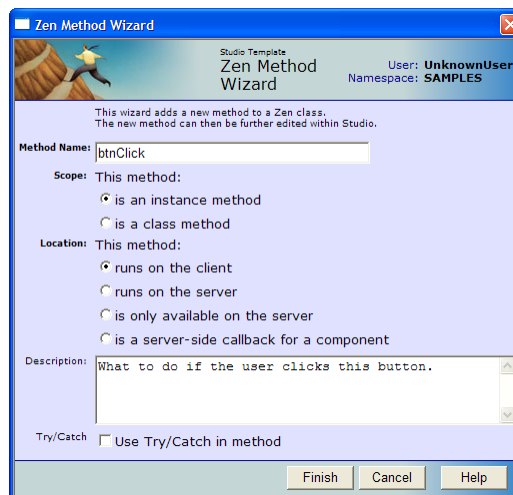 Zen Method Wizard
Studio Template
Zen Method
Wizard
User: UnknownUser
Namespace: SAMPLES
This wizard adds a new method to a Zen class.
The new method can then be further edited within Studio.
Method Name: btnClick
Scope: This method:
is an instance method
is a class method
Location: This method:
runs on the client
runs on the server
is only available on the server
is a server-side callback for a component
Description: What to do if the user clicks this button.
Try/Catch Use Try/Catch in method
Finish Cancel Help